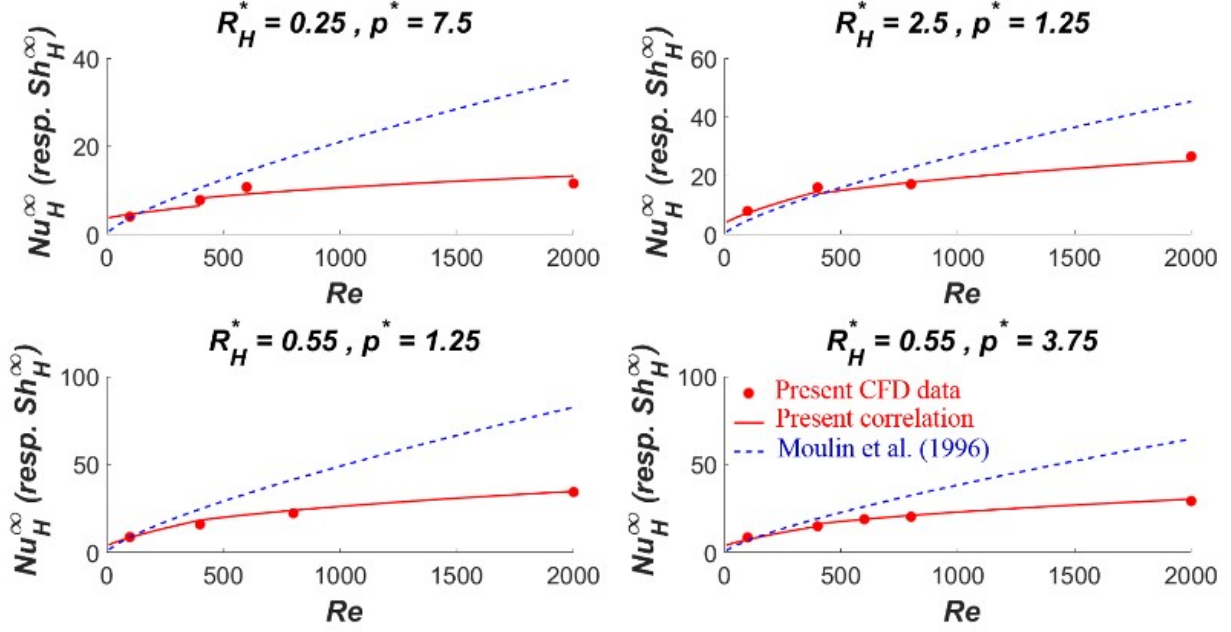 R*H = 0.25 , p* = 7.5
Nu∞H (resp. Sh∞H)
40
20
0
0 500 1000 1500 2000
Re
R*H = 2.5 , p* = 1.25
Nu∞H (resp. Sh∞H)
60
40
20
0
0 500 1000 1500 2000
Re
R*H = 0.55 , p* = 1.25
Nu∞H (resp. Sh∞H)
100
50
0
0 500 1000 1500 2000
Re
R*H = 0.55 , p* = 3.75
Nu∞H (resp. Sh∞H)
100
50
0
Present CFD data
Present correlation
Moulin et al. (1996)
0 500 1000 1500 2000
Re